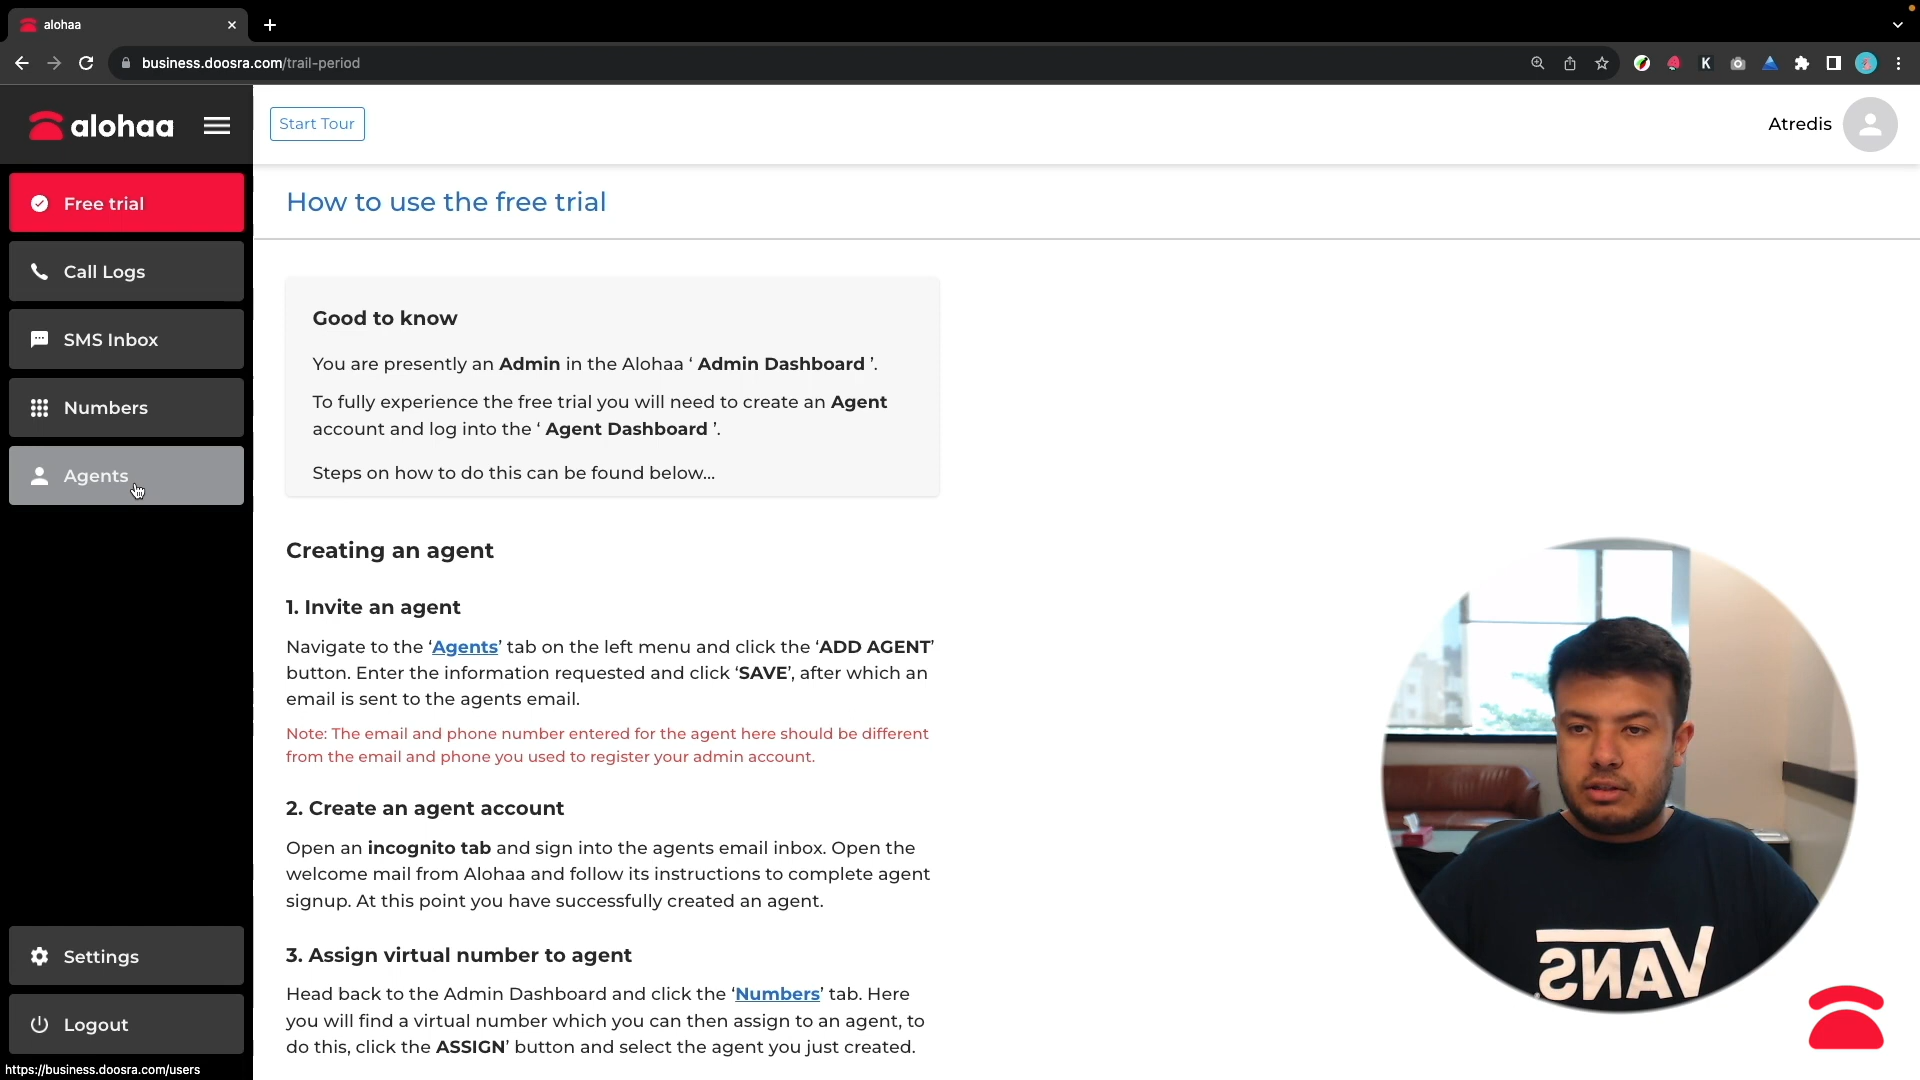 alohaa
business.doosra.com/trail-period
K
alohaa
Start Tour
Atredis
Free trial
Call Logs
SMS Inbox
Numbers
Agents
Settings
Logout
https://business.doosra.com/users
How to use the free trial
Good to know
You are presently an Admin in the Alohaa ‘ Admin Dashboard ’.
To fully experience the free trial you will need to create an Agent
account and log into the ‘ Agent Dashboard ’.
Steps on how to do this can be found below...
Creating an agent
1. Invite an agent
Navigate to the ‘Agents’ tab on the left menu and click the ‘ADD AGENT’
button. Enter the information requested and click ‘SAVE’, after which an
email is sent to the agents email.
Note: The email and phone number entered for the agent here should be different
from the email and phone you used to register your admin account.
2. Create an agent account
Open an incognito tab and sign into the agents email inbox. Open the
welcome mail from Alohaa and follow its instructions to complete agent
signup. At this point you have successfully created an agent.
3. Assign virtual number to agent
Head back to the Admin Dashboard and click the ‘Numbers’ tab. Here
you will find a virtual number which you can then assign to an agent, to
do this, click the ASSIGN’ button and select the agent you just created.
VANS